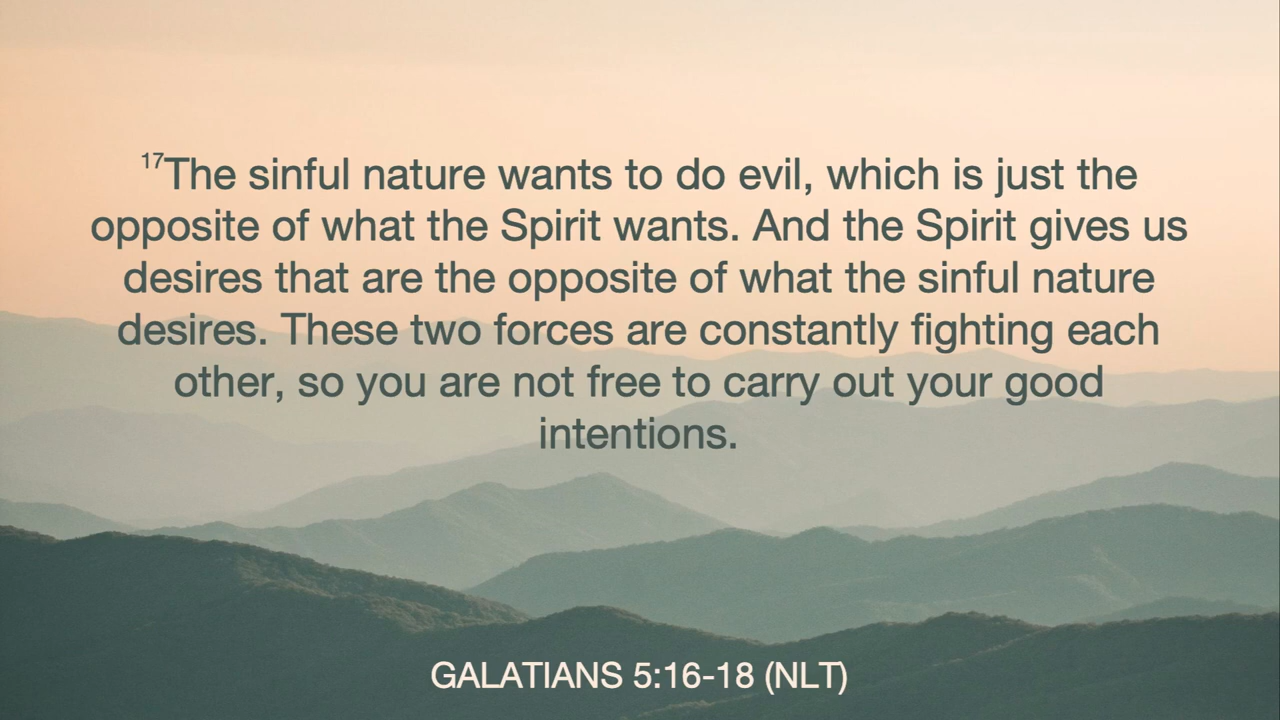 17The sinful nature wants to do evil, which is just the
opposite of what the Spirit wants. And the Spirit gives us
desires that are the opposite of what the sinful nature
desires. These two forces are constantly fighting each
other, so you are not free to carry out your good
intentions.
GALATIANS 5:16-18 (NLT)